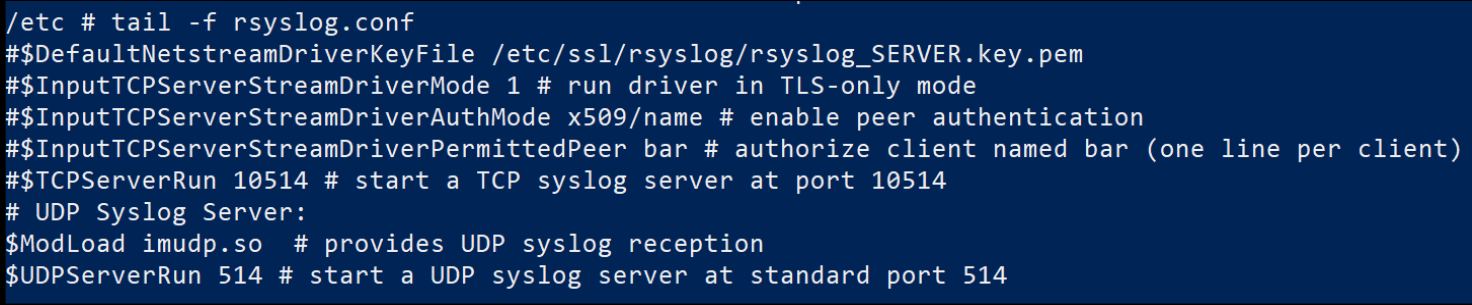 /etc # tail -f rsyslog.conf
#$DefaultNetstreamDriverKeyFile /etc/ssl/rsyslog/rsyslog_SERVER.key.pem
#$InputTCPServerStreamDriverMode 1 # run driver in TLS-only mode
#$InputTCPServerStreamDriverAuthMode x509/name # enable peer authentication
#$InputTCPServerStreamDriverPermittedPeer bar # authorize client named bar (one line per client)
#$TCPServerRun 10514 # start a TCP syslog server at port 10514
# UDP Syslog Server:
$ModLoad imudp.so  # provides UDP syslog reception
$UDPServerRun 514 # start a UDP syslog server at standard port 514